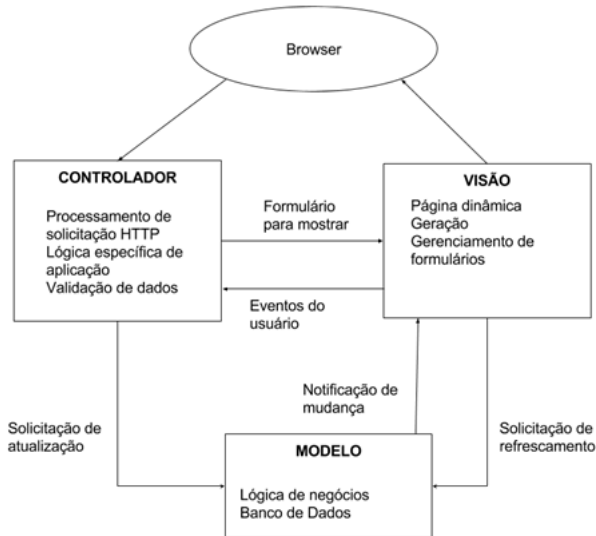 Browser
CONTROLADOR
Processamento de
solicitação HTTP
Lógica específica de
aplicação
Validação de dados
Formulário
para mostrar
VISÃO
Página dinâmica
Geração
Gerenciamento de
formulários
Eventos do
usuário
Notificação de
mudança
Solicitação de
atualização
Solicitação de
refrescamento
MODELO
Lógica de negócios
Banco de Dados